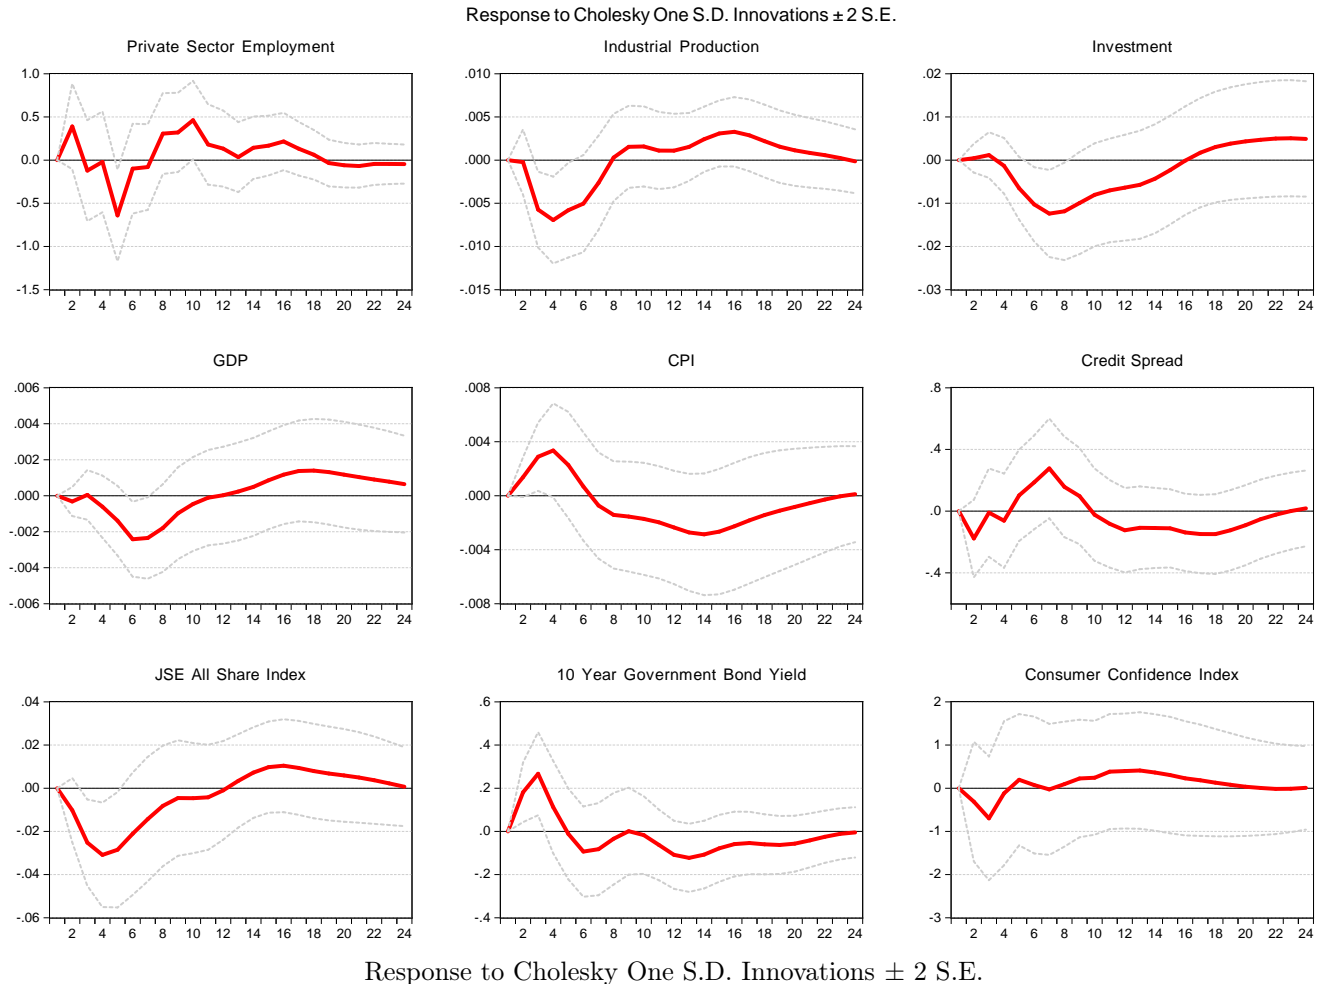 Response to Cholesky One S.D. Innovations ± 2 S.E.
Private Sector Employment
1.0
0.5
0.0
-0.5
-1.0
-1.5
2 4 6 8 10 12 14 16 18 20 22 24
Industrial Production
.010
.005
.000
-.005
-.010
-.015
2 4 6 8 10 12 14 16 18 20 22 24
Investment
.02
.01
.00
-.01
-.02
-.03
2 4 6 8 10 12 14 16 18 20 22 24
GDP
.006
.004
.002
.000
-.002
-.004
-.006
2 4 6 8 10 12 14 16 18 20 22 24
CPI
.008
.004
.000
-.004
-.008
2 4 6 8 10 12 14 16 18 20 22 24
Credit Spread
.8
.4
.0
-.4
2 4 6 8 10 12 14 16 18 20 22 24
JSE All Share Index
.04
.02
.00
-.02
-.04
-.06
2 4 6 8 10 12 14 16 18 20 22 24
10 Year Government Bond Yield
.6
.4
.2
.0
-.2
-.4
2 4 6 8 10 12 14 16 18 20 22 24
Consumer Confidence Index
2
1
0
-1
-2
-3
2 4 6 8 10 12 14 16 18 20 22 24
Response to Cholesky One S.D. Innovations ± 2 S.E.